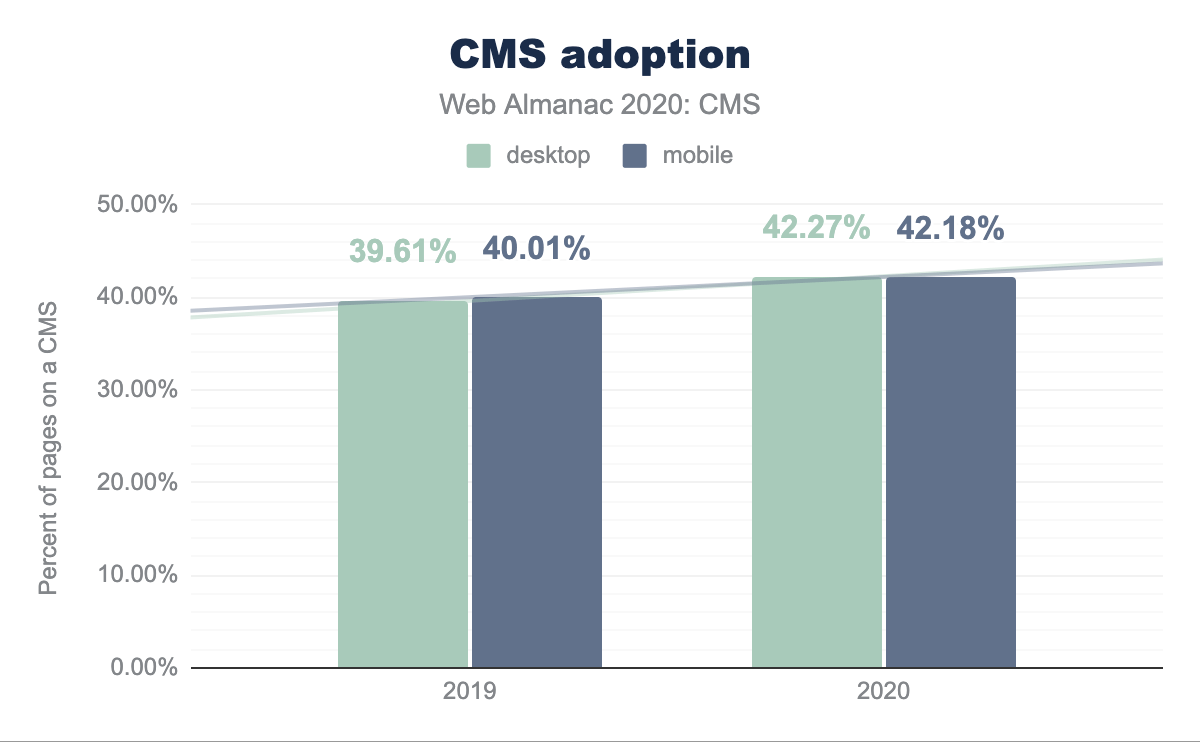 CMS adoption
Web Almanac 2020: CMS
desktop mobile
Percent of pages on a CMS
50.00%
40.00%
30.00%
20.00%
10.00%
0.00%
39.61% 40.01% 42.27% 42.18%
2019 2020